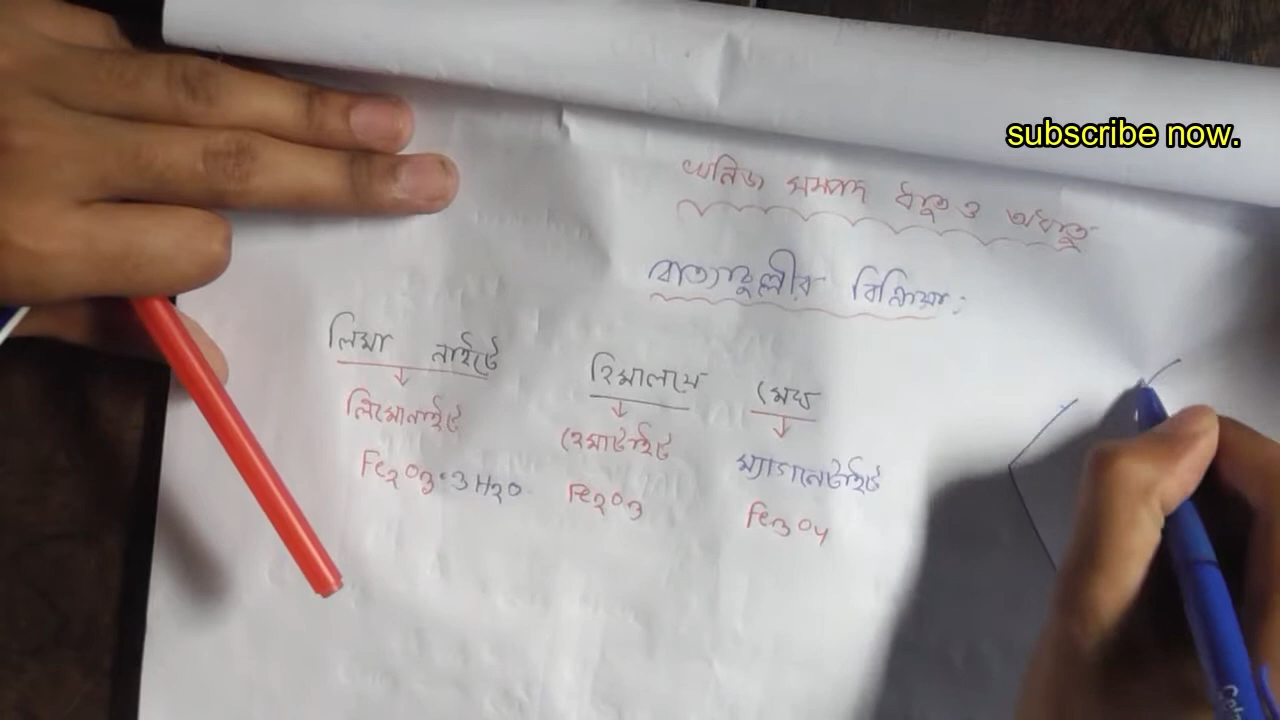 subscribe now.
খনিজ সম্পদ ধাতু ও অধাতু
বাত্যাচুল্লীর বিক্রিয়া:
লিমা নাইটে হিমালয়ে মেঘ
লিমোনাইট হেমাটাইট ম্যাগনেটাইট
Fe₂O₃·3H₂O Fe₂O₃ Fe₃O₄